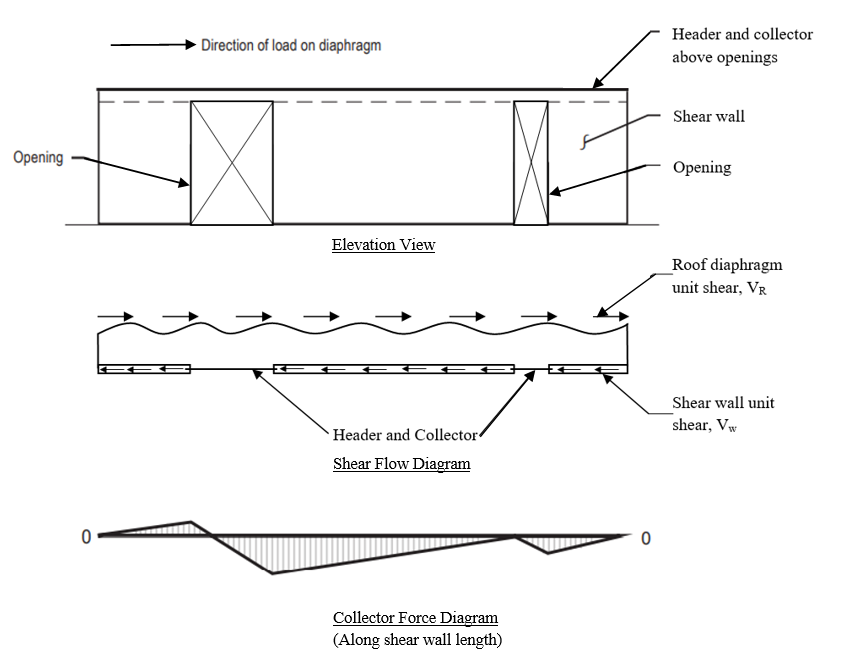 Direction of load on diaphragm
Header and collector
above openings
Shear wall
Opening
Opening
Elevation View
Roof diaphragm
unit shear, VR
Shear wall unit
shear, Vw
Header and Collector
Shear Flow Diagram
0
0
Collector Force Diagram
(Along shear wall length)